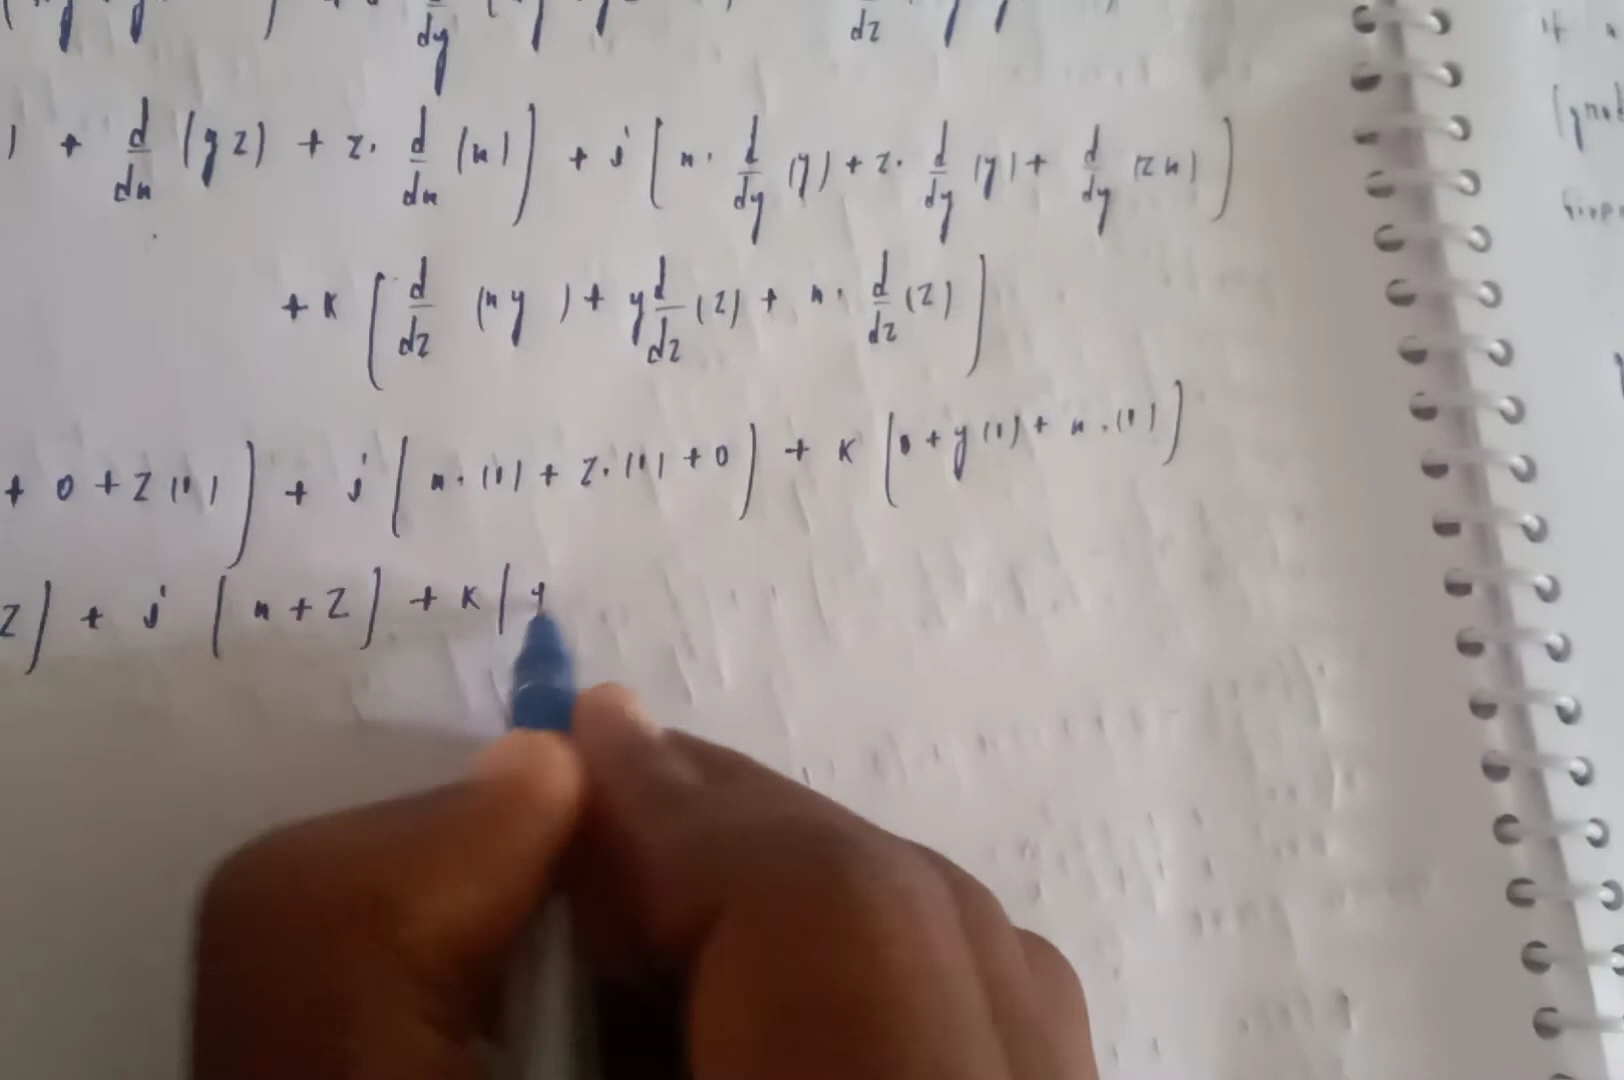 dy dz
) + d/dx (yz) + z. d/dx (x) ] + j [ x. d/dy (y) + z. d/dy (y) + d/dy (zx) ]
+ k [ d/dz (xy) + y d/dz (z) + x. d/dz (z) ]
+ 0 + z(1) ] + j [ x.(1) + z.(1) + 0 ] + k [ 0 + y(1) + x.(1) ]
z ] + j [ x + z ] + k [ y